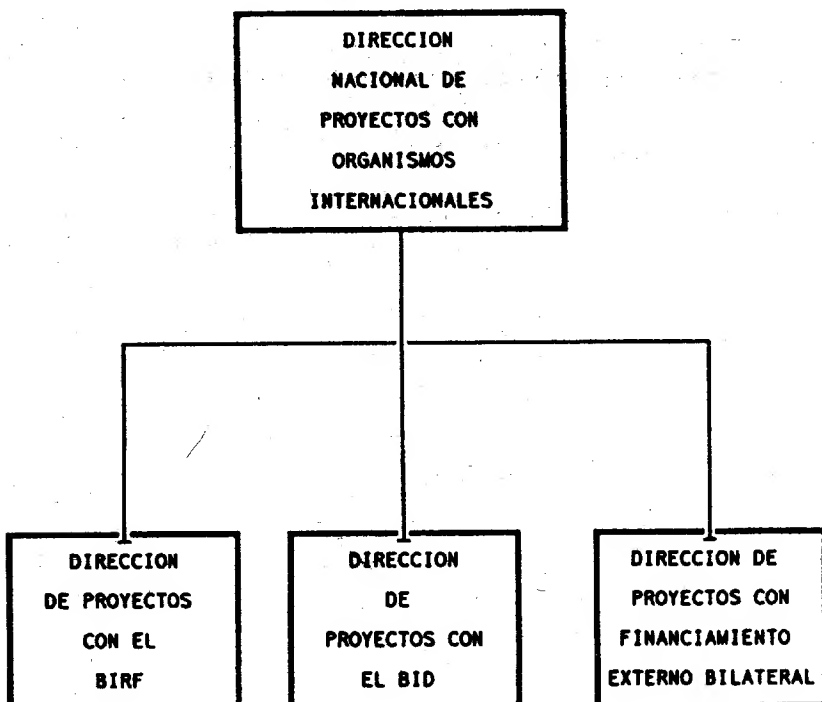 DIRECCION
NACIONAL DE
PROYECTOS CON
ORGANISMOS
INTERNACIONALES
DIRECCION
DE PROYECTOS
CON EL
BIRF
DIRECCION
DE
PROYECTOS CON
EL BID
DIRECCION DE
PROYECTOS CON
FINANCIAMIENTO
EXTERNO BILATERAL